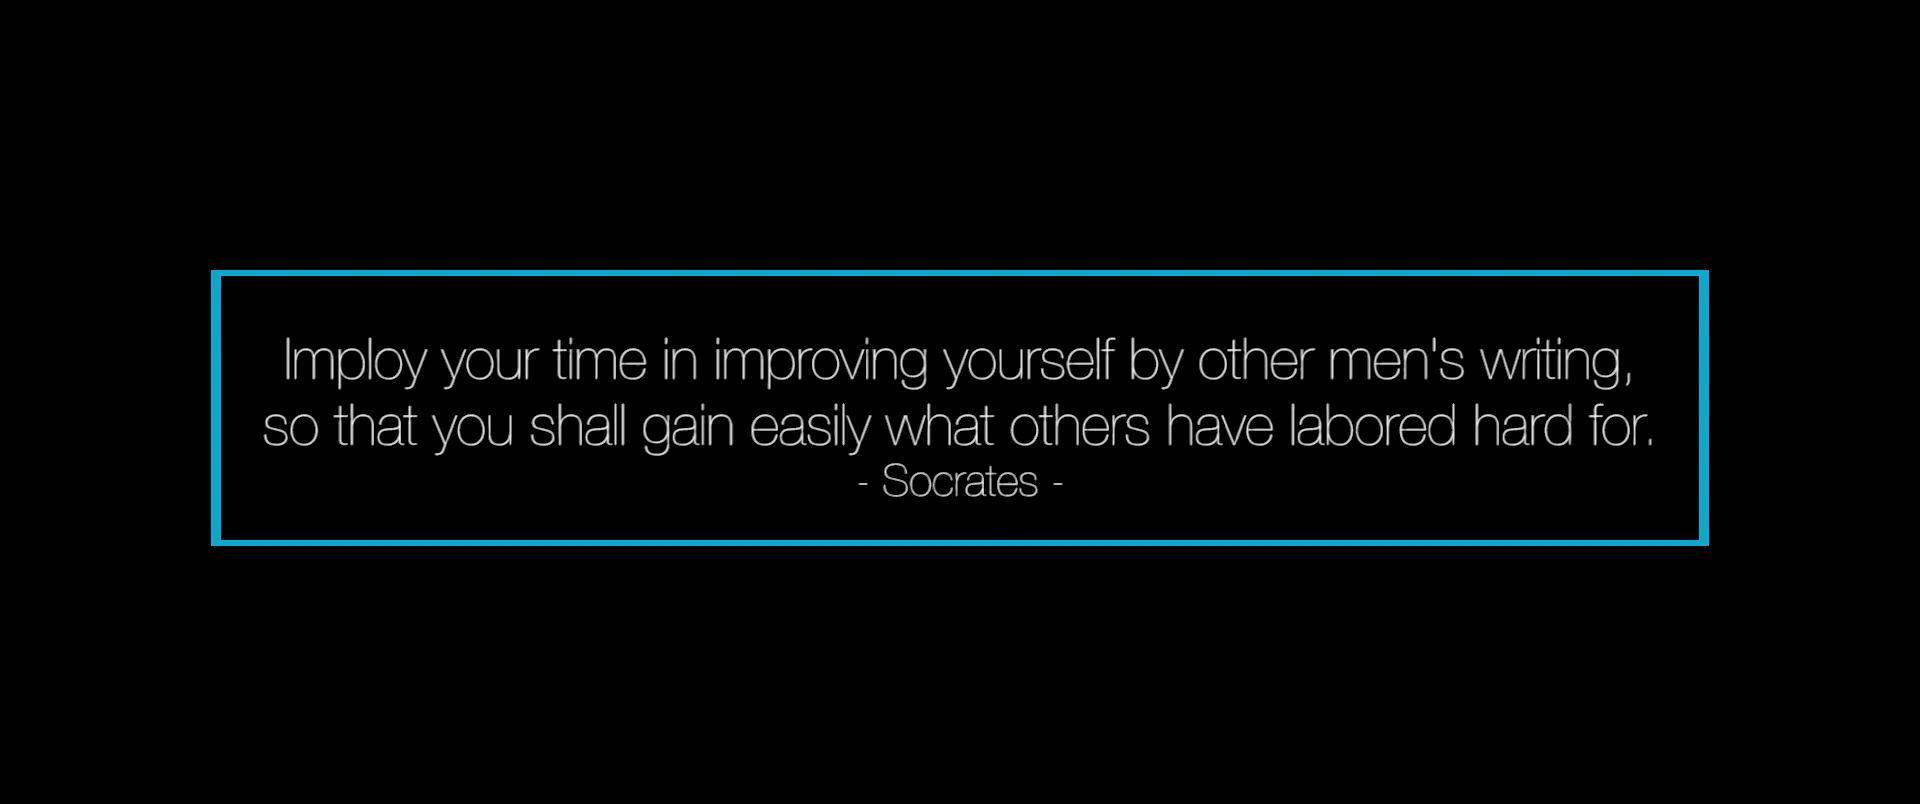 Imploy your time in improving yourself by other men's writing,
so that you shall gain easily what others have labored hard for.
- Socrates -